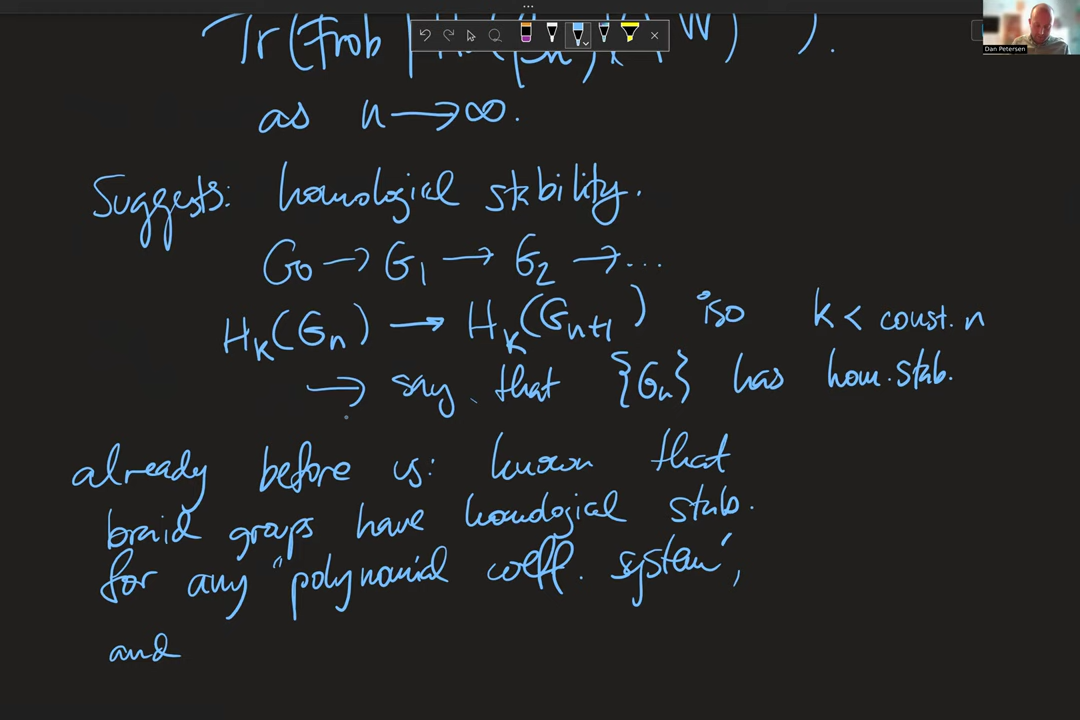 Tr(Frob | H
as n → ∞.
Suggests: homological stability.
G₀ → G₁ → G₂ → ...
Hₖ(Gₙ) → Hₖ(Gₙ₊₁) iso k < const. n
→ say that {Gₙ} has hom. stab.
already before us: known that
braid groups have homological stab.
for any "polynomial coeff. system",
and
Dan Petersen